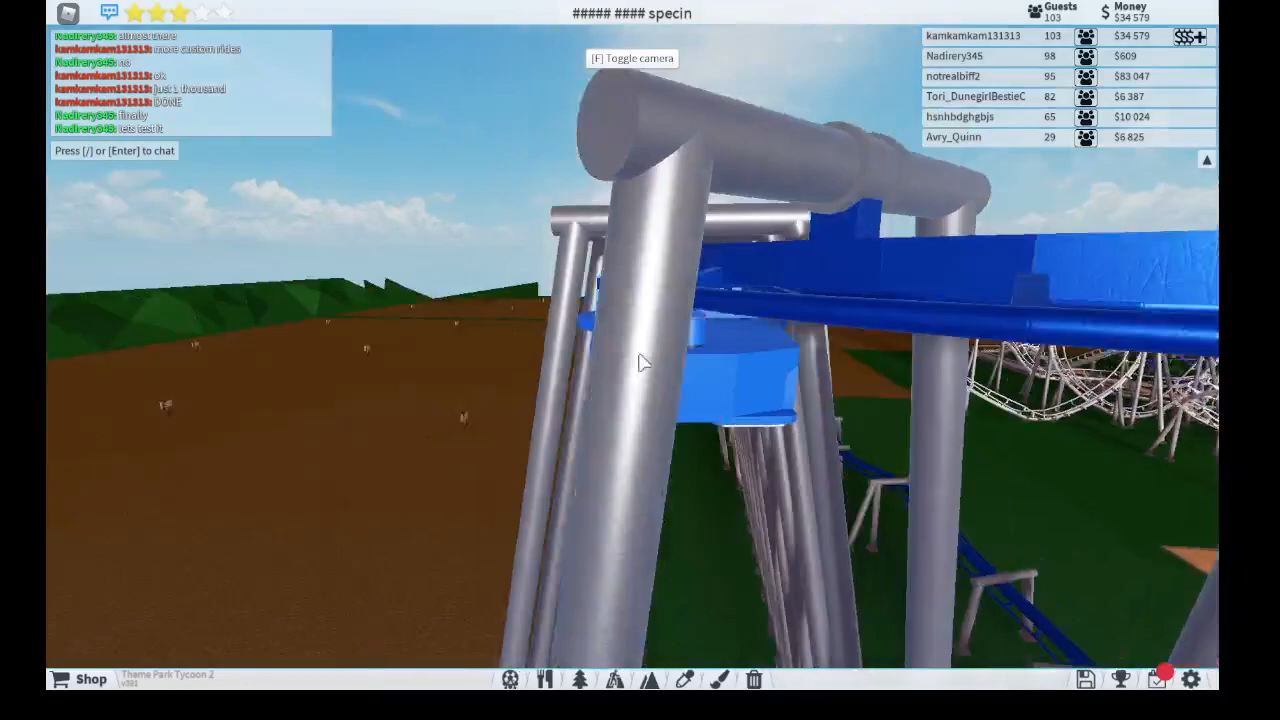 ##### #### specin
Guests
103
Money
$34 579
Nadirery345: almost there
kamkamkam131313: more custom rides
Nadirery345: no
kamkamkam131313: ok
kamkamkam131313: just 1 thousand
kamkamkam131313: DONE
Nadirery345: finally
Nadirery345: lets test it
Press [/] or [Enter] to chat
[F] Toggle camera
kamkamkam131313 103 $34 579 $$$+
Nadirery345 98 $609
notrealbiff2 95 $83 047
Tori_DunegirlBestieC 82 $6 387
hsnhbdghgbjs 65 $10 024
Avry_Quinn 29 $6 825
Shop
Theme Park Tycoon 2
v391